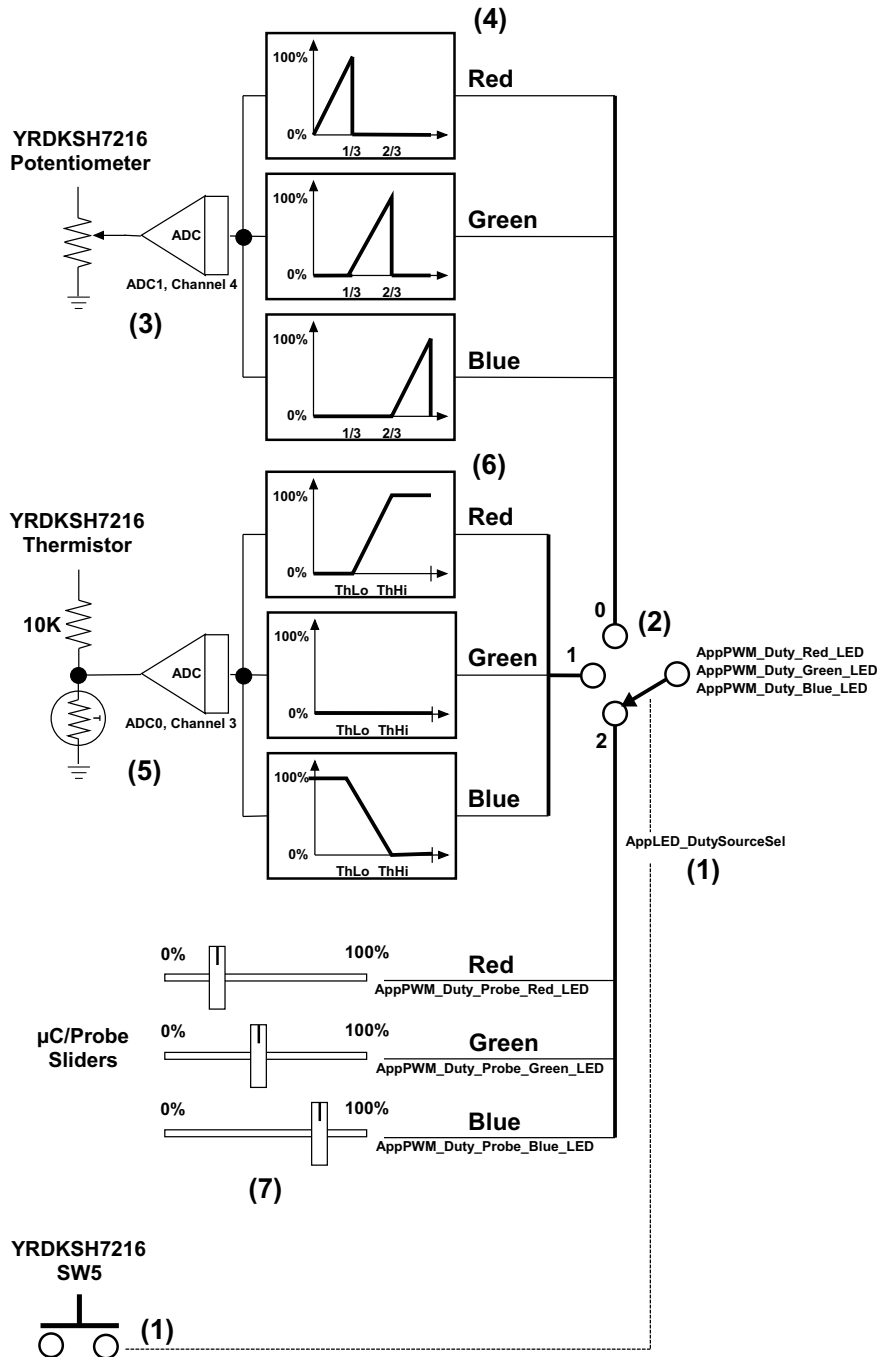 (4)
100%
0%
1/3 2/3
Red
YRDKSH7216
Potentiometer
ADC
ADC1, Channel 4
(3)
100%
0%
1/3 2/3
Green
100%
0%
1/3 2/3
Blue
(6)
100%
0%
ThLo ThHi
Red
YRDKSH7216
Thermistor
10K
T
ADC
ADC0, Channel 3
(5)
100%
0%
ThLo ThHi
Green
100%
0%
ThLo ThHi
Blue
0
(2)
1
2
AppPWM_Duty_Red_LED
AppPWM_Duty_Green_LED
AppPWM_Duty_Blue_LED
AppLED_DutySourceSel
(1)
0% 100%
Red
AppPWM_Duty_Probe_Red_LED
µC/Probe
Sliders
0% 100%
Green
AppPWM_Duty_Probe_Green_LED
0% 100%
Blue
AppPWM_Duty_Probe_Blue_LED
(7)
YRDKSH7216
SW5
(1)